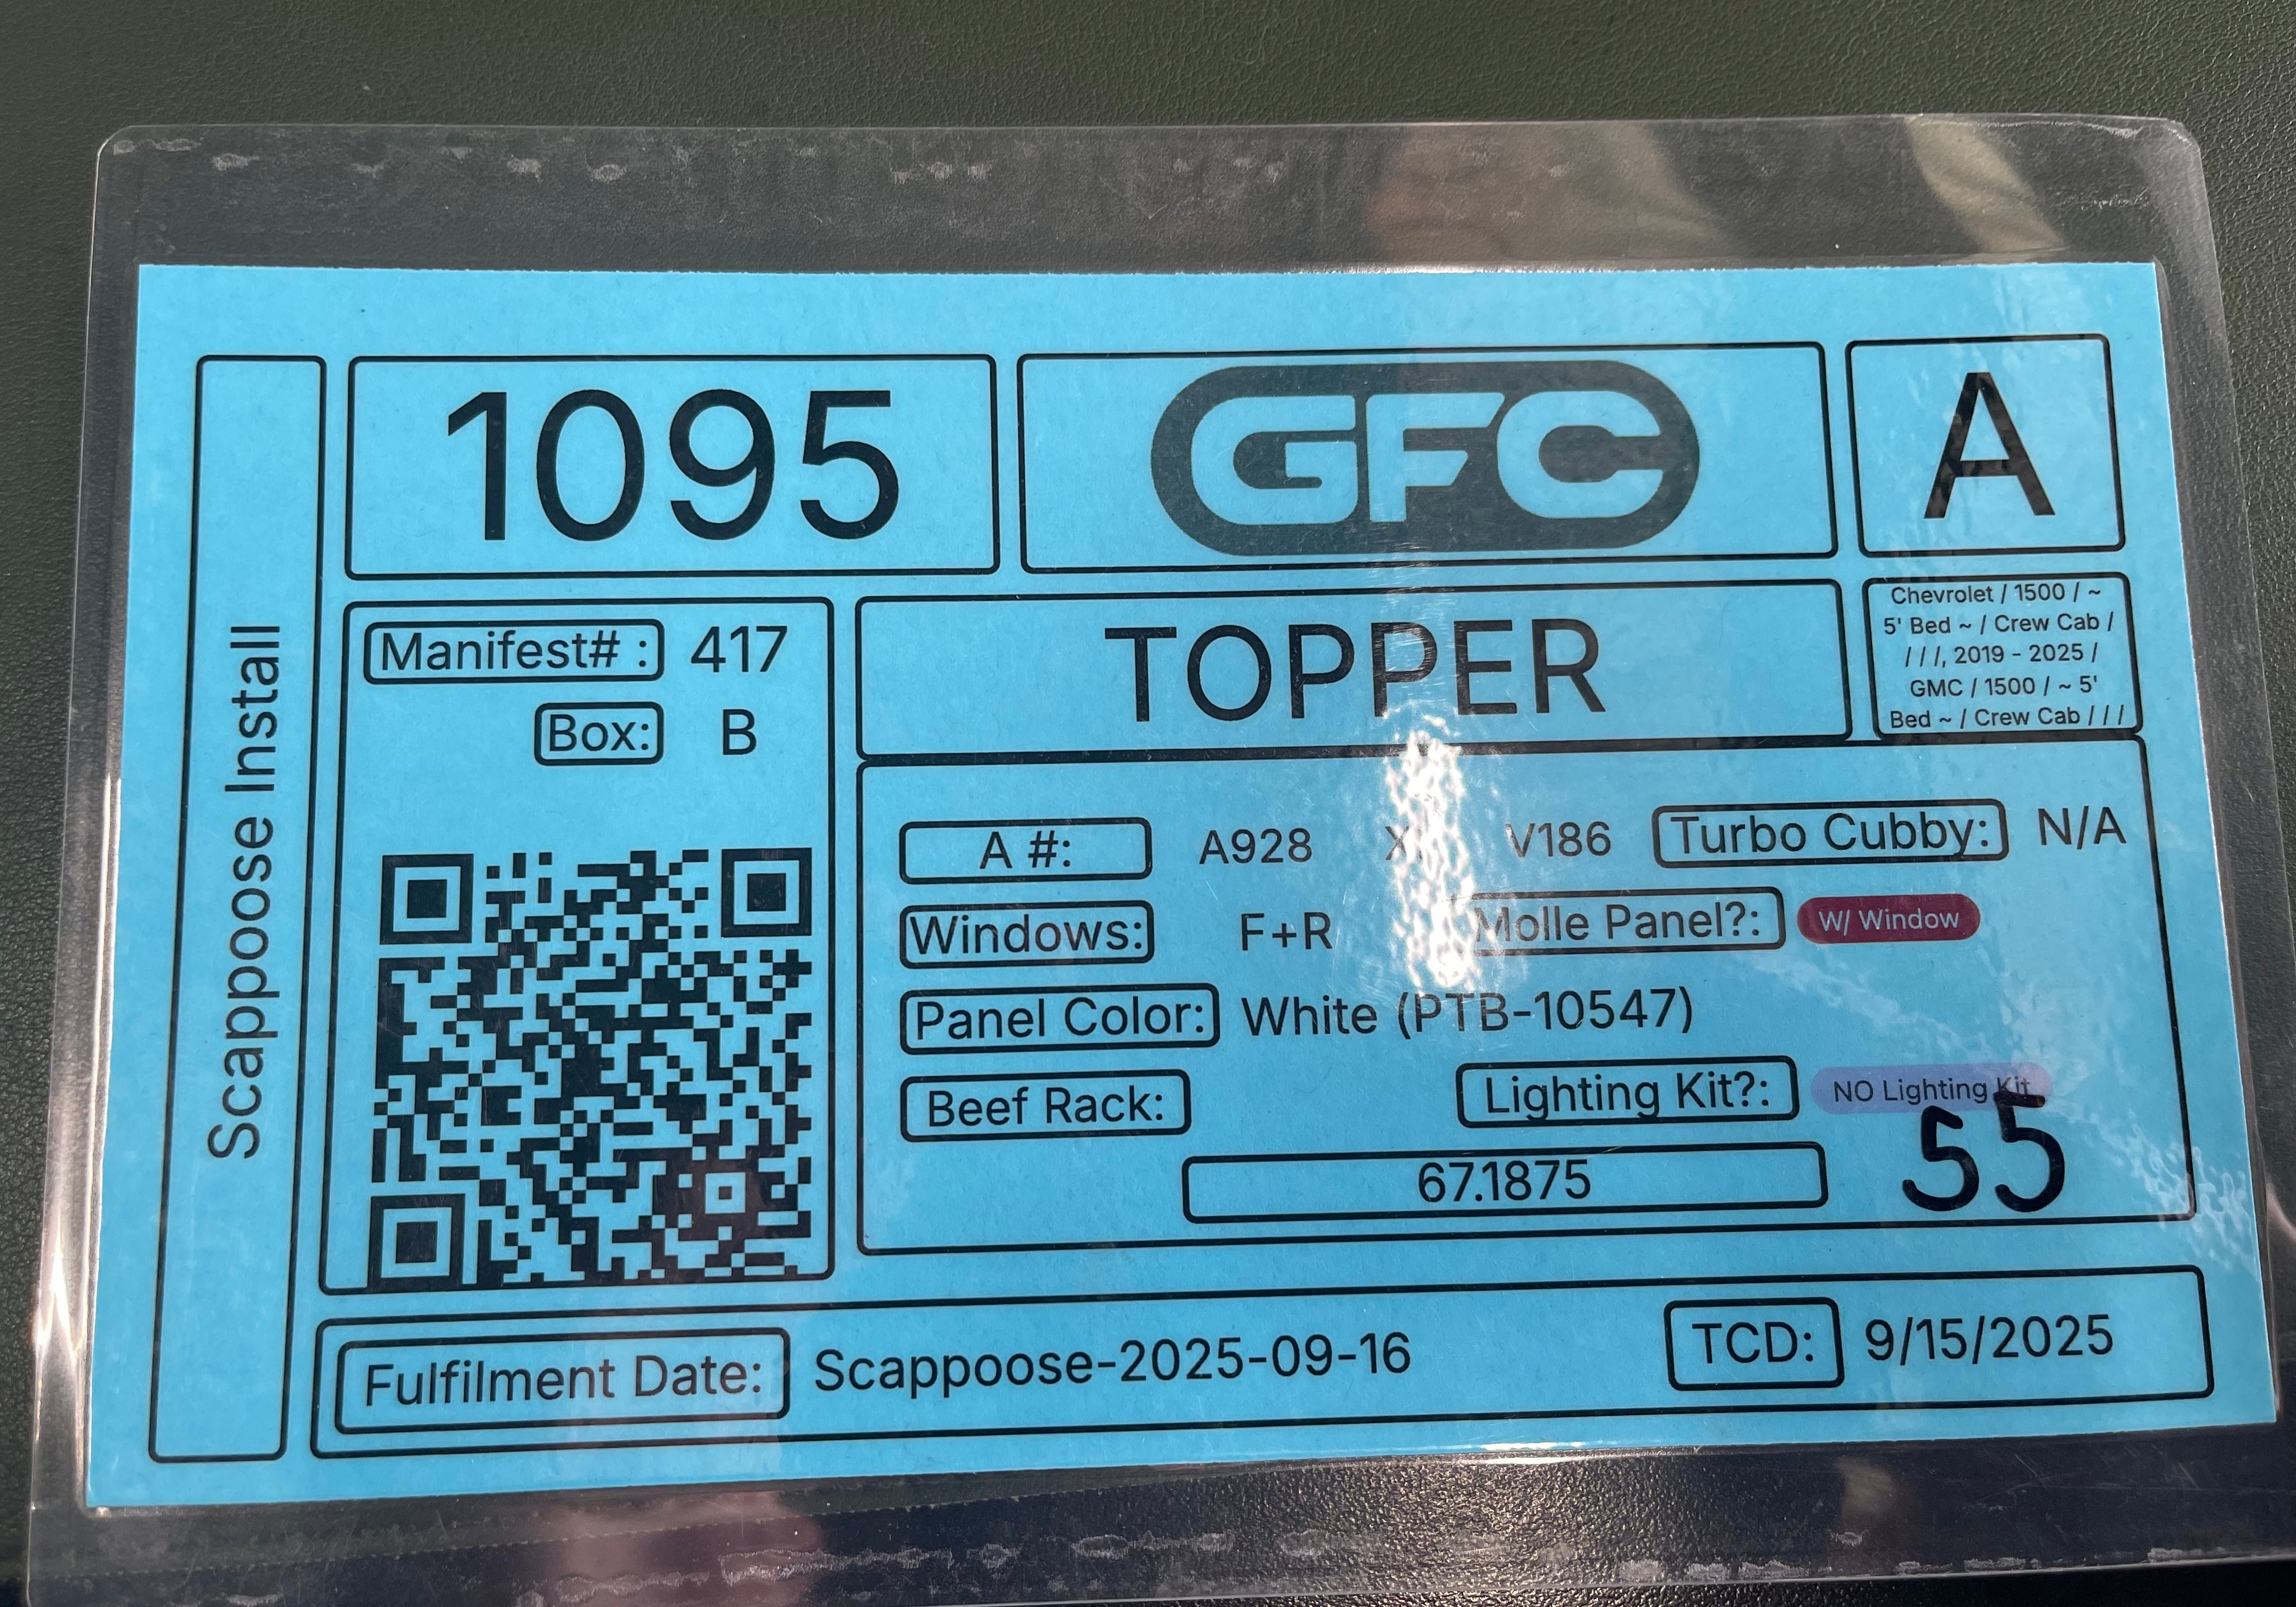 Scappoose Install
1095
GFC
A
Manifest# : 417
Box: B
TOPPER
Chevrolet / 1500 / ~
5' Bed ~ / Crew Cab /
/ / /, 2019 - 2025 /
GMC / 1500 / ~ 5'
Bed ~ / Crew Cab / / /
A #: A928 V186 Turbo Cubby: N/A
Windows: F+R Molle Panel?: W/ Window
Panel Color: White (PTB-10547)
Beef Rack: Lighting Kit?: NO Lighting Kit
67.1875
55
Fulfilment Date: Scappoose-2025-09-16 TCD: 9/15/2025